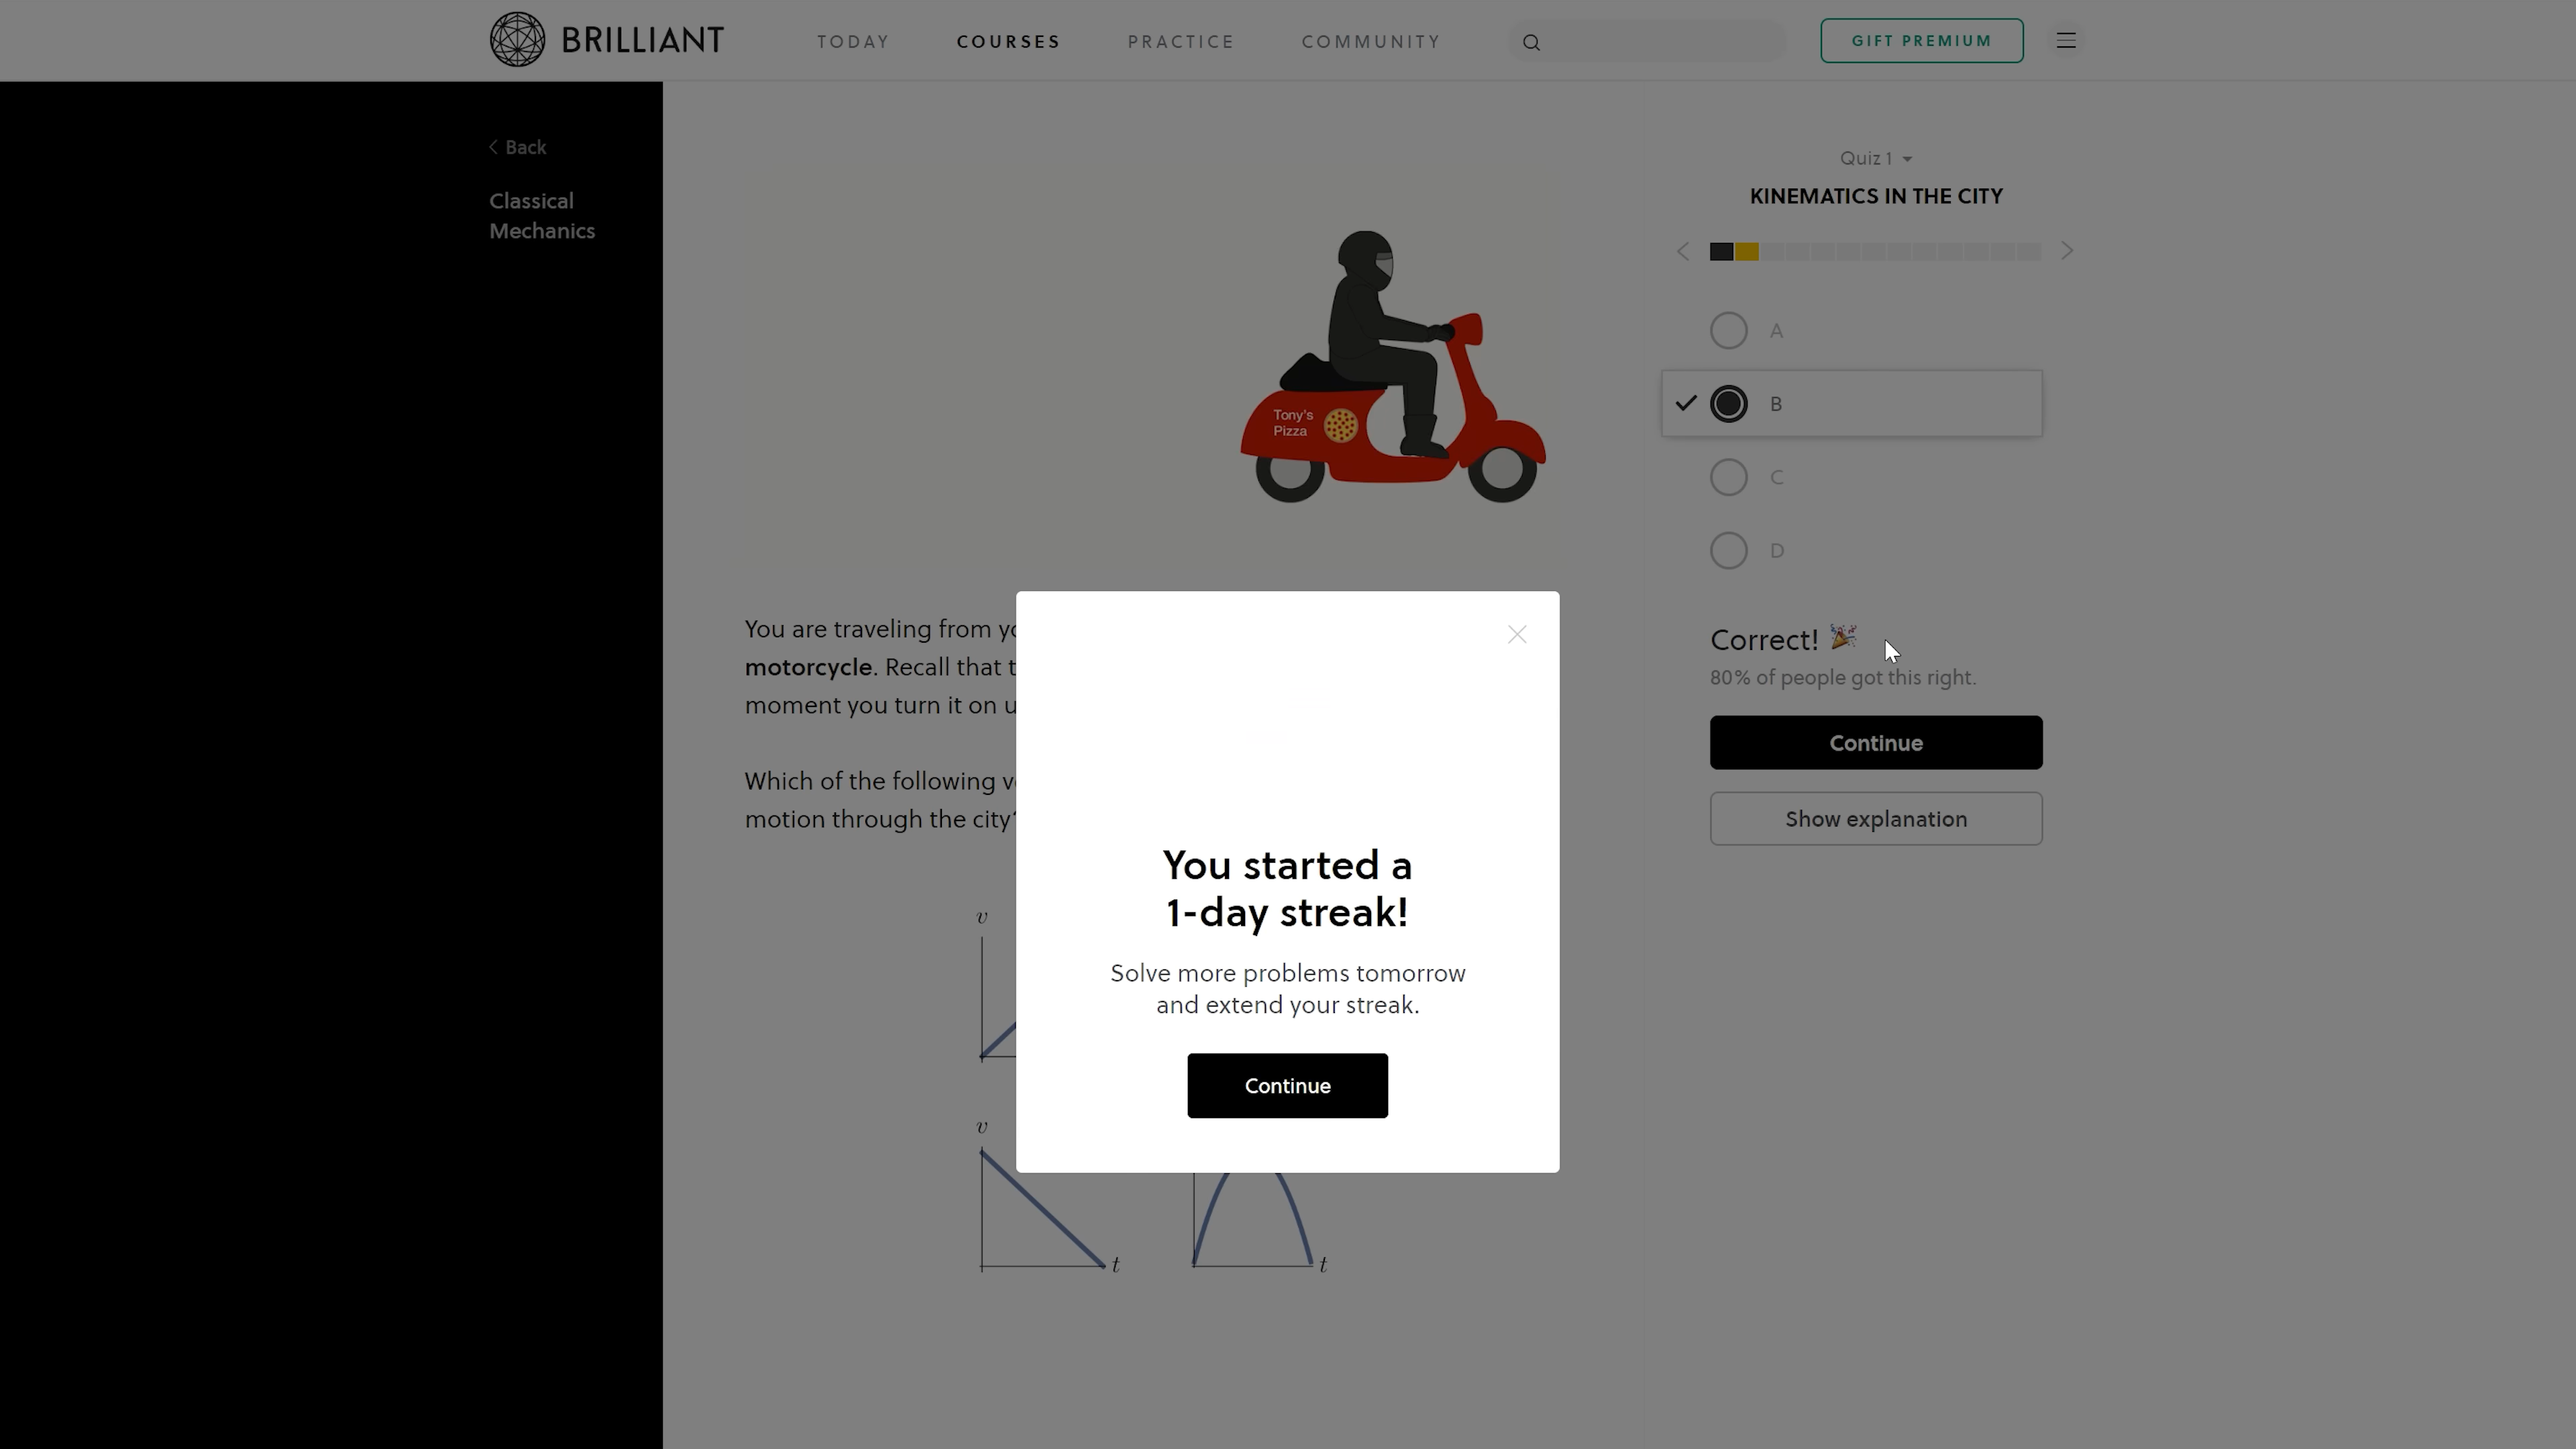 BRILLIANT
TODAY
COURSES
PRACTICE
COMMUNITY
GIFT PREMIUM
Back
Classical
Mechanics
Tony's
Pizza
You are traveling from
motorcycle. Recall that
moment you turn it on
Which of the following
motion through the city
v
v
t
t
You started a
1-day streak!
Solve more problems tomorrow
and extend your streak.
Continue
Quiz 1
KINEMATICS IN THE CITY
A
B
C
D
Correct! 🎉
80% of people got this right.
Continue
Show explanation